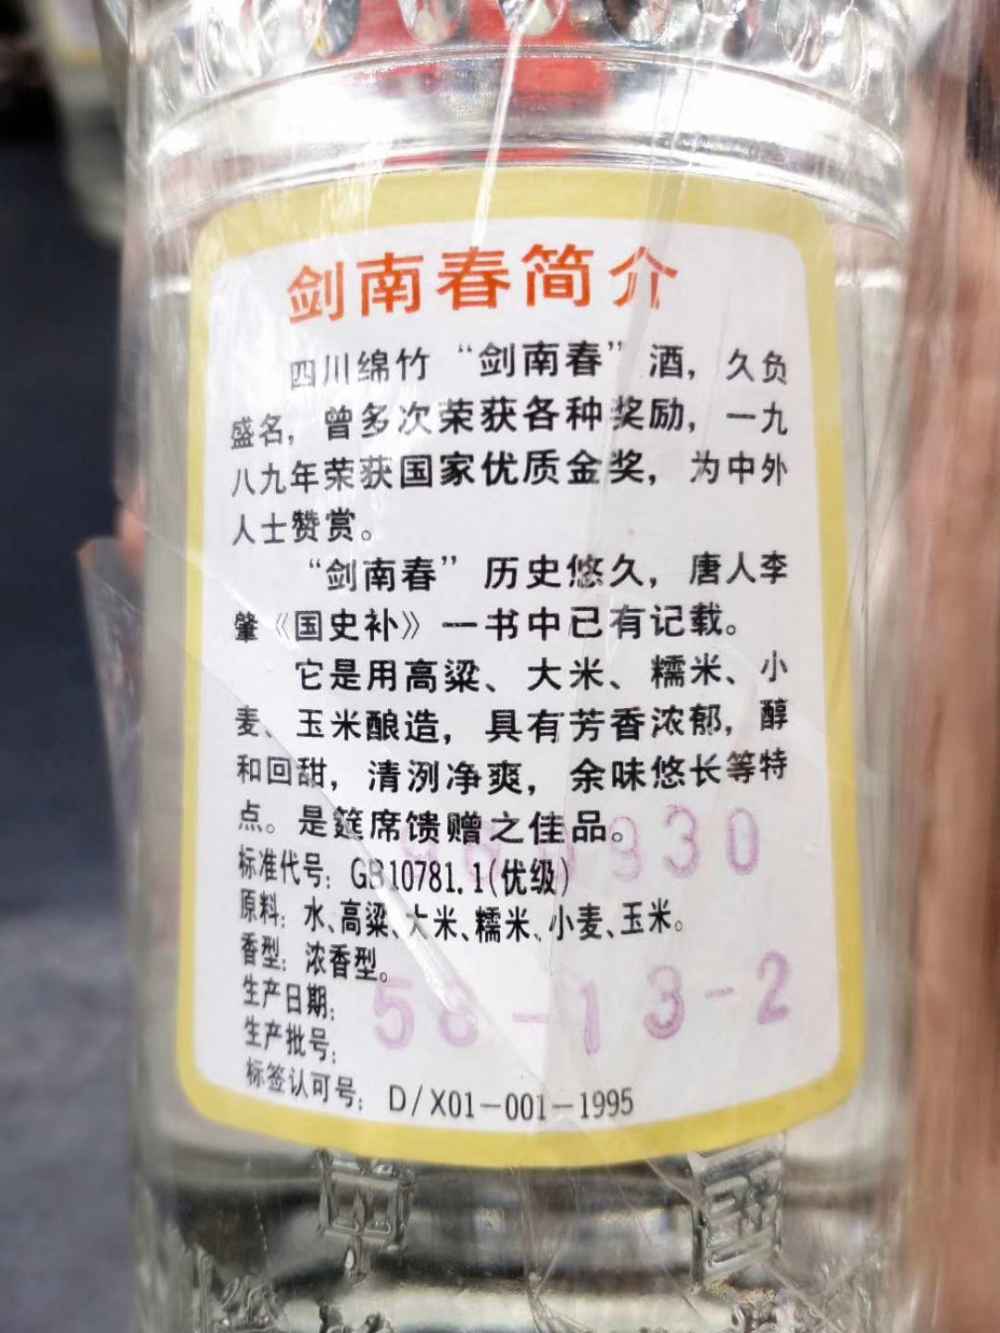 剑南春简介
四川绵竹“剑南春”酒，久负
盛名，曾多次荣获各种奖励，一九
八九年荣获国家优质金奖，为中外
人士赞赏。
“剑南春”历史悠久，唐人李
肇《国史补》一书中已有记载。
它是用高粱、大米、糯米、小
麦、玉米酿造，具有芳香浓郁，醇
和回甜，清洌净爽，余味悠长等特
点。是筵席馈赠之佳品。
标准代号：GB10781.1(优级)
原料：水、高粱、大米、糯米、小麦、玉米。
香型：浓香型。
生产日期：
58-13-2
生产批号：
标签认可号：D/X01-001-1995
中 国